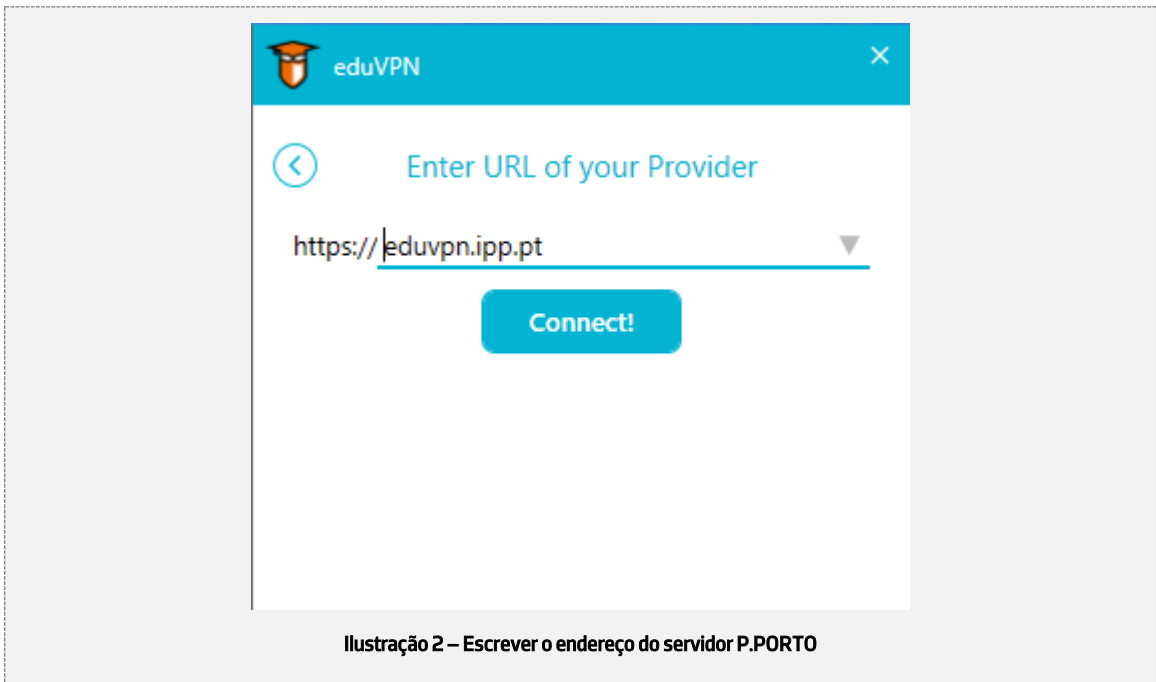 eduVPN
Enter URL of your Provider
https:// eduvpn.ipp.pt
Connect!
Ilustração 2 – Escrever o endereço do servidor P.PORTO